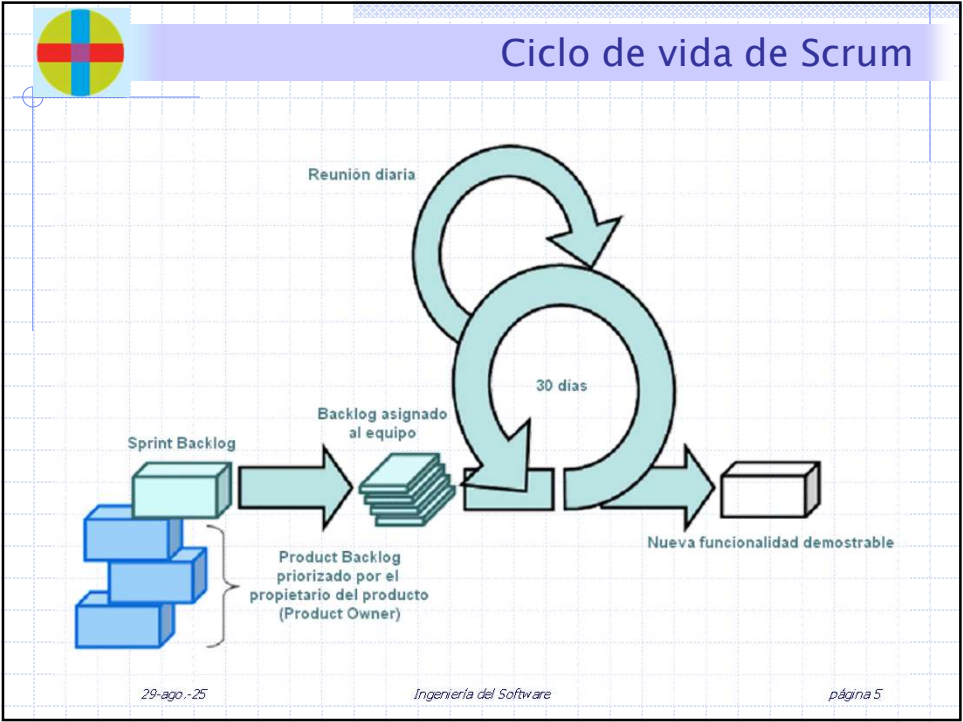 Ciclo de vida de Scrum
Reunión diaria
30 días
Backlog asignado
al equipo
Sprint Backlog
Nueva funcionalidad demostrable
Product Backlog
priorizado por el
propietario del producto
(Product Owner)
29-ago.-25
Ingeniería del Software
página 5